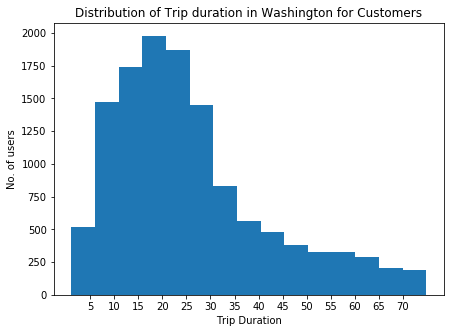 Distribution of Trip duration in Washington for Customers
No. of users
2000
1750
1500
1250
1000
750
500
250
0
5 10 15 20 25 30 35 40 45 50 55 60 65 70
Trip Duration